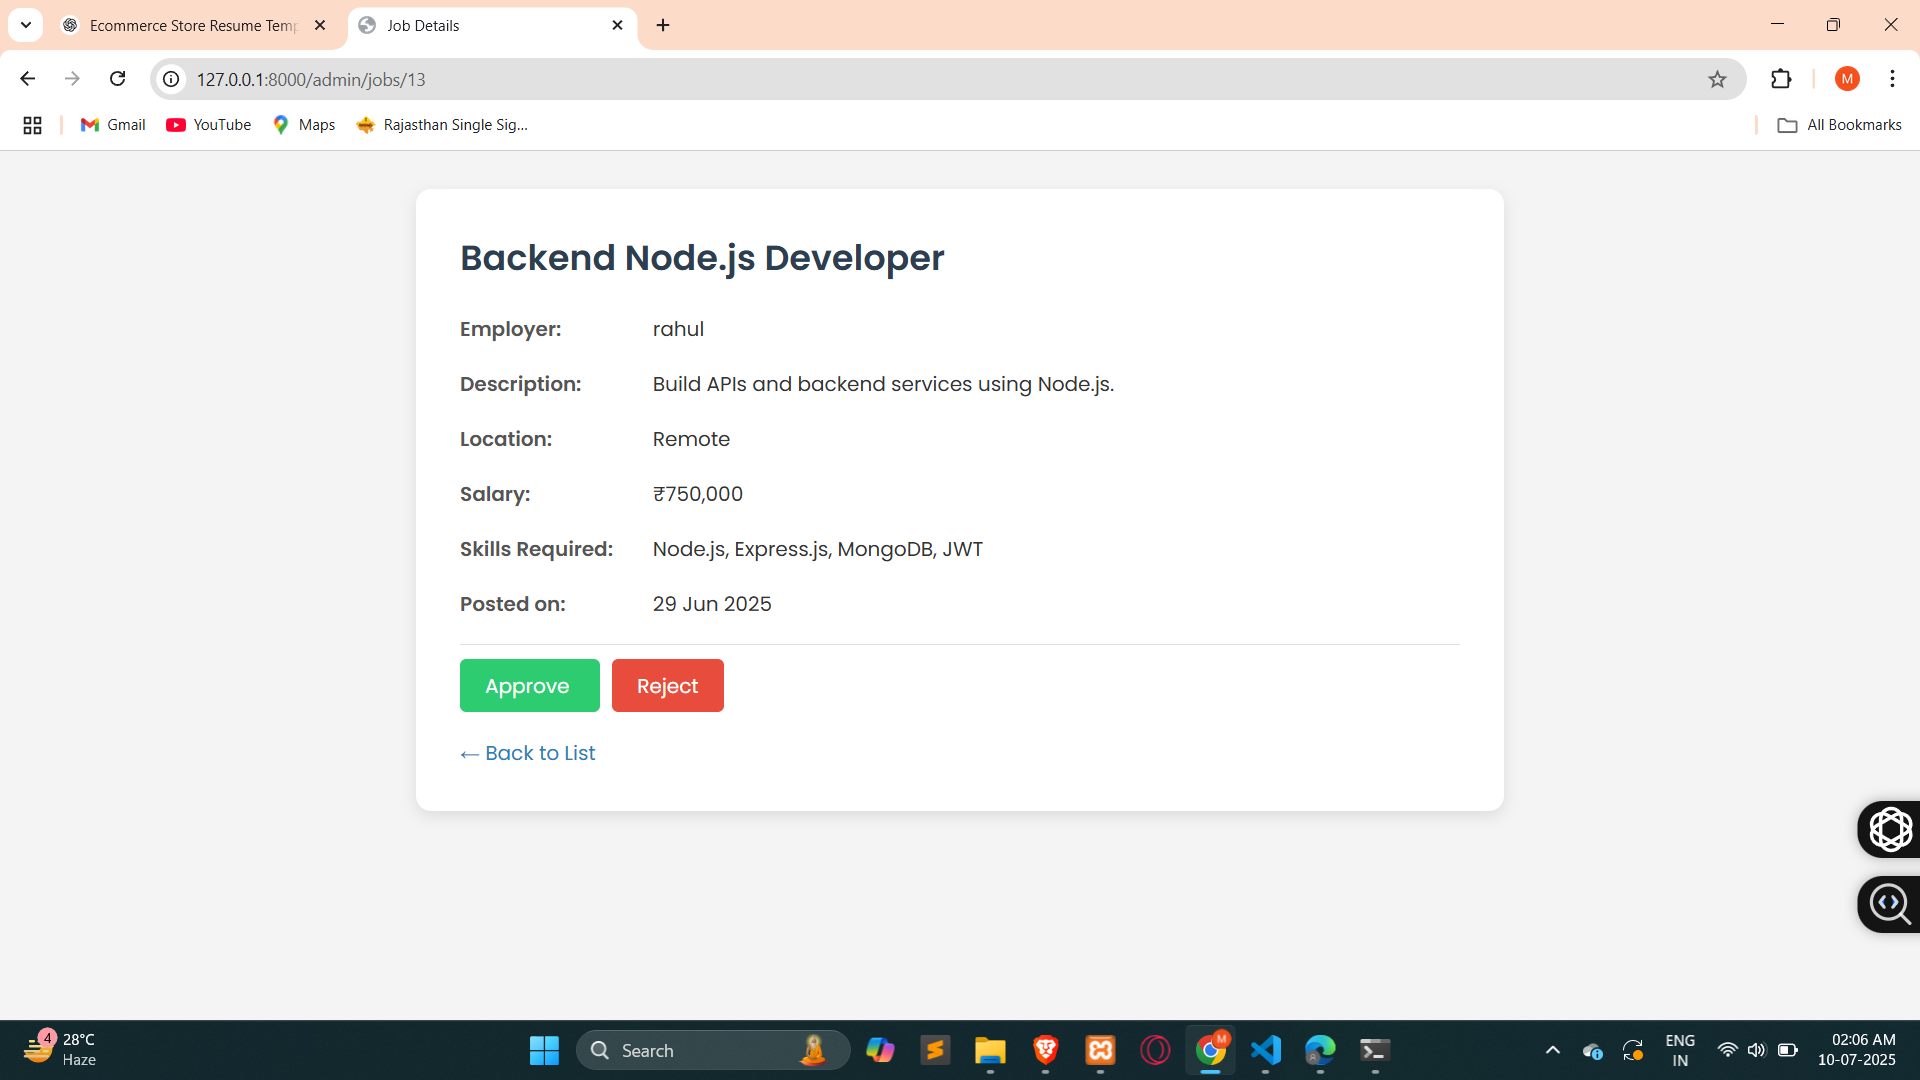 Ecommerce Store Resume Temp
Job Details
127.0.0.1:8000/admin/jobs/13
M
Gmail
YouTube
Maps
Rajasthan Single Sig...
All Bookmarks
Backend Node.js Developer
Employer: rahul
Description: Build APIs and backend services using Node.js.
Location: Remote
Salary: ₹750,000
Skills Required: Node.js, Express.js, MongoDB, JWT
Posted on: 29 Jun 2025
Approve Reject
← Back to List
4
28°C
Haze
Search
M
ENG
IN
02:06 AM
10-07-2025